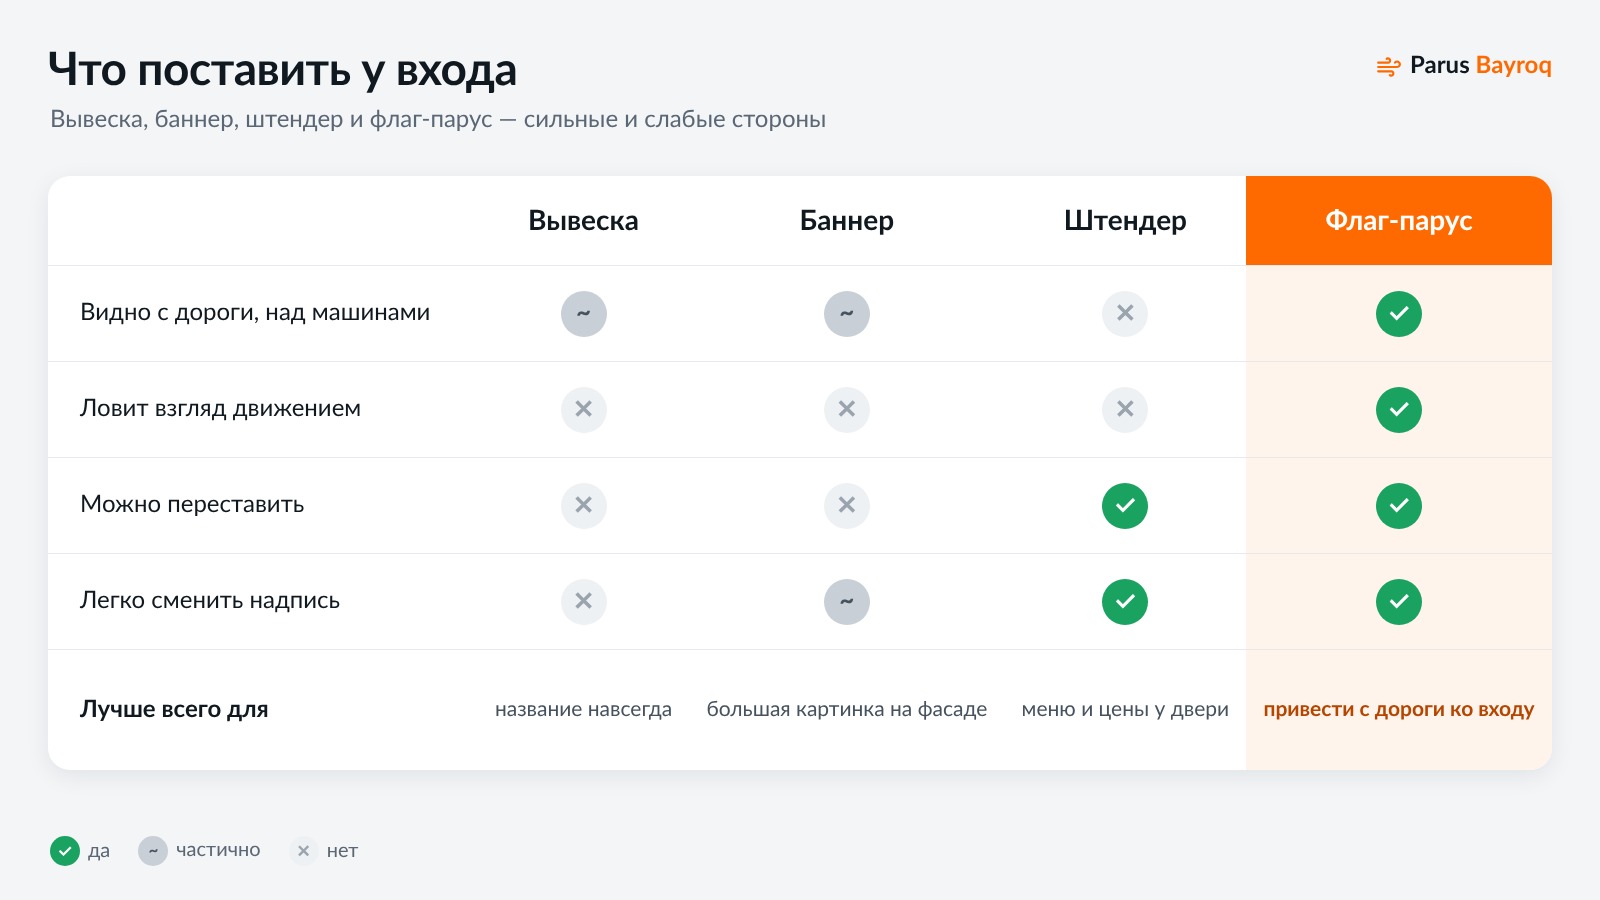 Что поставить у входа
Parus Bayroq
Вывеска, баннер, штендер и флаг-парус — сильные и слабые стороны
Вывеска Баннер Штендер Флаг-парус
Видно с дороги, над машинами ~ ~ ✕ ✓
Ловит взгляд движением ✕ ✕ ✕ ✓
Можно переставить ✕ ✕ ✓ ✓
Легко сменить надпись ✕ ~ ✓ ✓
Лучше всего для название навсегда большая картинка на фасаде меню и цены у двери привести с дороги ко входу
✓ да ~ частично ✕ нет